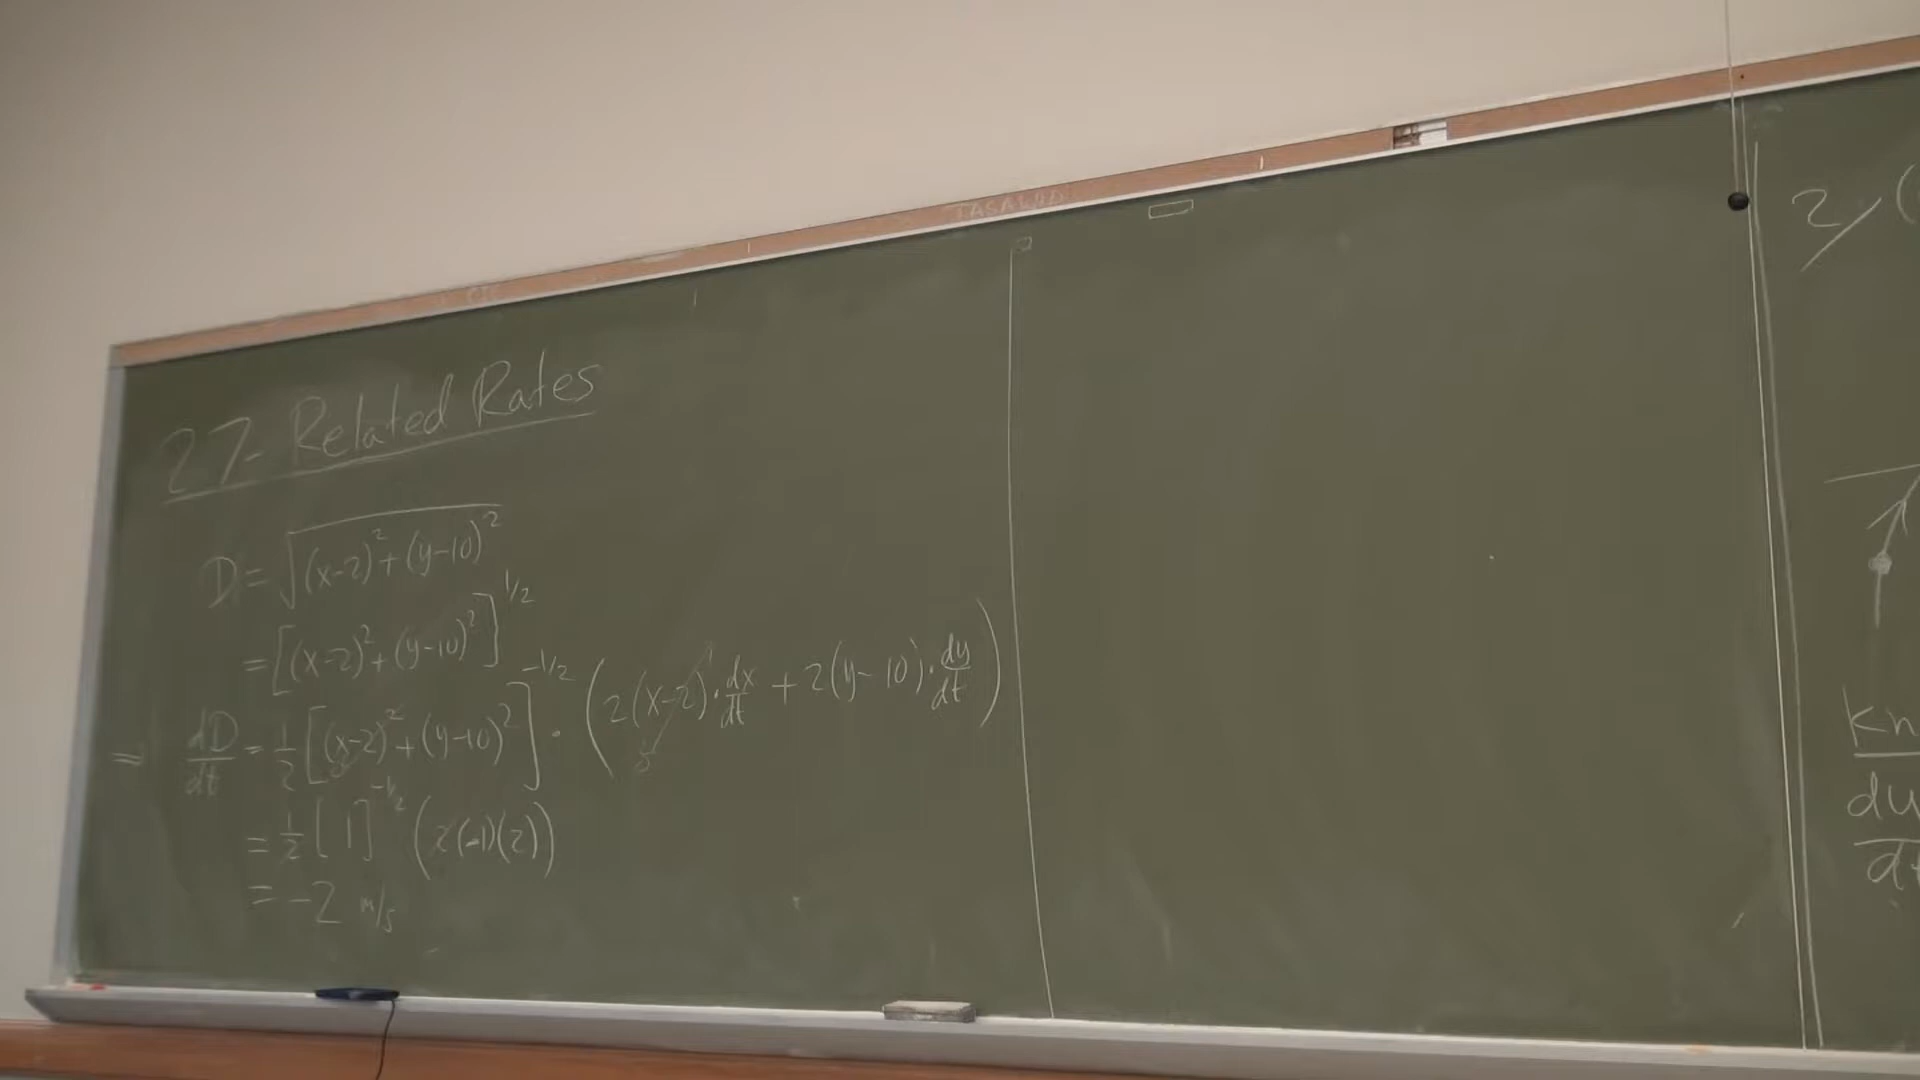 2.7 - Related Rates
D = √((x-2)² + (y-10)²)
= [(x-2)² + (y-10)²]^1/2
= dD/dt = 1/2 [(x-2)² + (y-10)²]^-1/2 · (2(x-2) · dx/dt + 2(y-10) · dy/dt)
= 1/2 [1]^-1/2 (2(-1)(2))
= -2 m/s
2/ (
Kn
du
dt